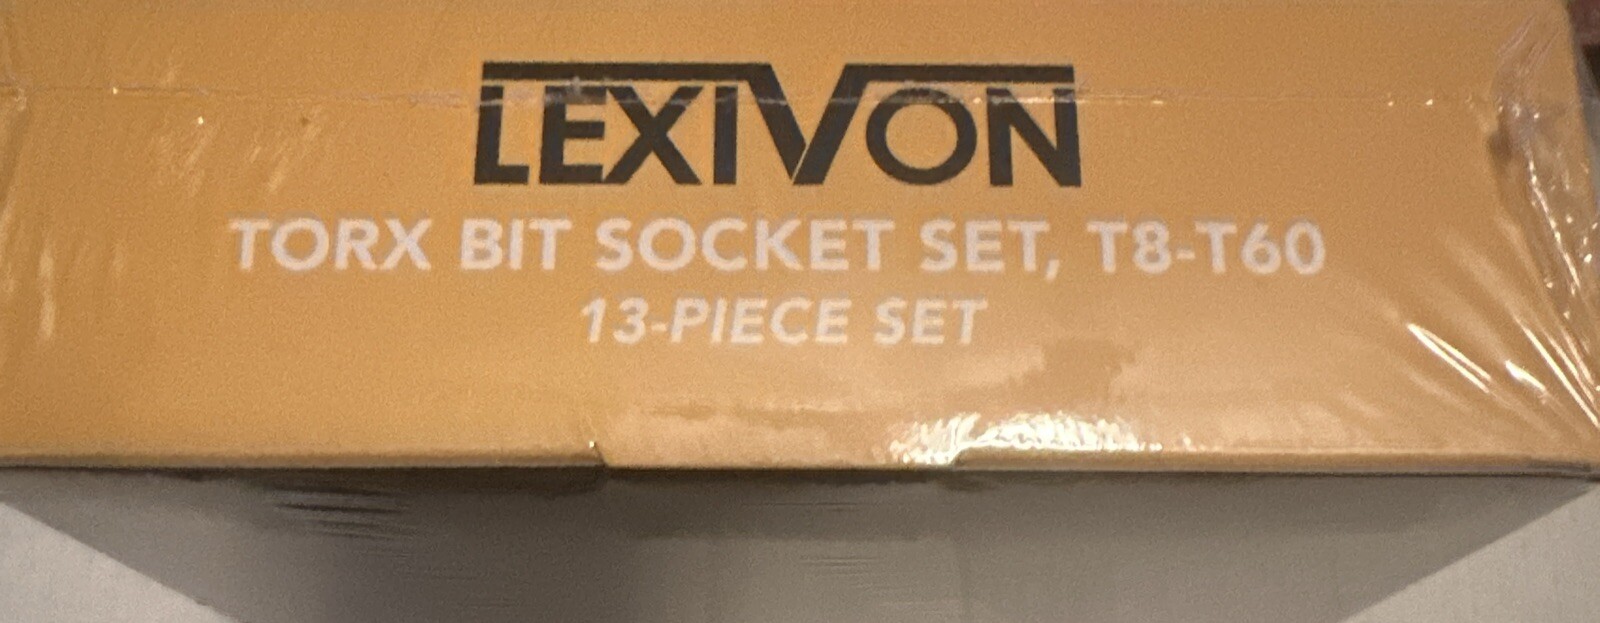 LEXIVON
TORX BIT SOCKET SET, T8-T60
13-PIECE SET